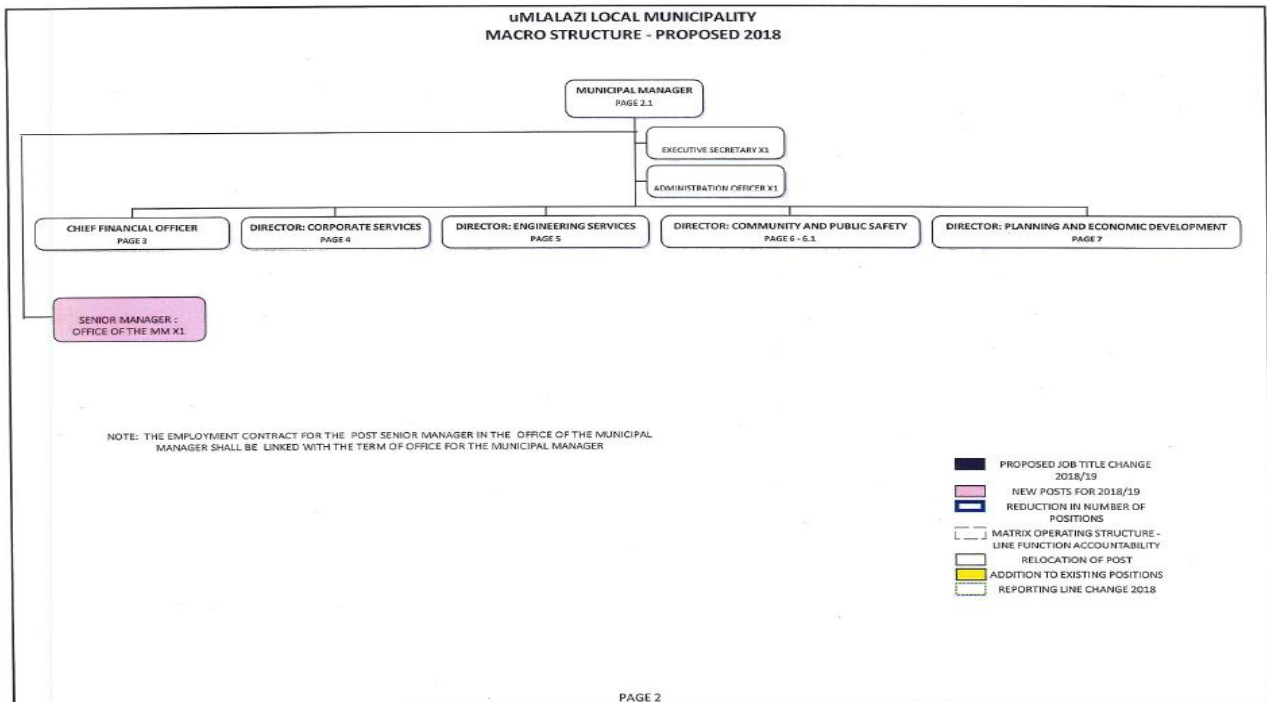 uMLALAZI LOCAL MUNICIPALITY
MACRO STRUCTURE - PROPOSED 2018
MUNICIPAL MANAGER
PAGE 2.1
EXECUTIVE SECRETARY X1
ADMINISTRATION OFFICER X1
CHIEF FINANCIAL OFFICER
PAGE 3
DIRECTOR: CORPORATE SERVICES
PAGE 4
DIRECTOR: ENGINEERING SERVICES
PAGE 5
DIRECTOR: COMMUNITY AND PUBLIC SAFETY
PAGE 6 - 6.1
DIRECTOR: PLANNING AND ECONOMIC DEVELOPMENT
PAGE 7
SENIOR MANAGER :
OFFICE OF THE MM X1
NOTE: THE EMPLOYMENT CONTRACT FOR THE POST SENIOR MANAGER IN THE OFFICE OF THE MUNICIPAL
MANAGER SHALL BE LINKED WITH THE TERM OF OFFICE FOR THE MUNICIPAL MANAGER
PROPOSED JOB TITLE CHANGE
2018/19
NEW POSTS FOR 2018/19
REDUCTION IN NUMBER OF
POSITIONS
MATRIX OPERATING STRUCTURE -
LINE FUNCTION ACCOUNTABILITY
RELOCATION OF POST
ADDITION TO EXISTING POSITIONS
REPORTING LINE CHANGE 2018
PAGE 2